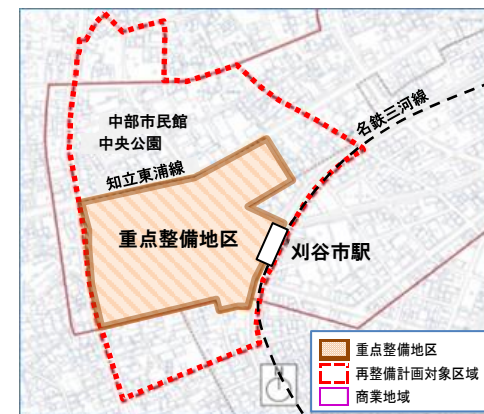 中部市民館
中央公園
名鉄三河線
知立東浦線
重点整備地区
刈谷市駅
重点整備地区
再整備計画対象区域
商業地域